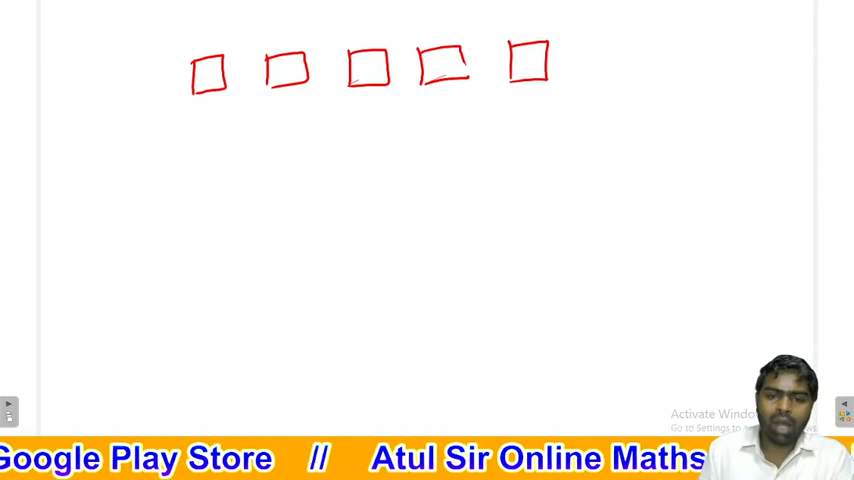 Activate Windo
Go to Settings to a
Google Play Store // Atul Sir Online Maths